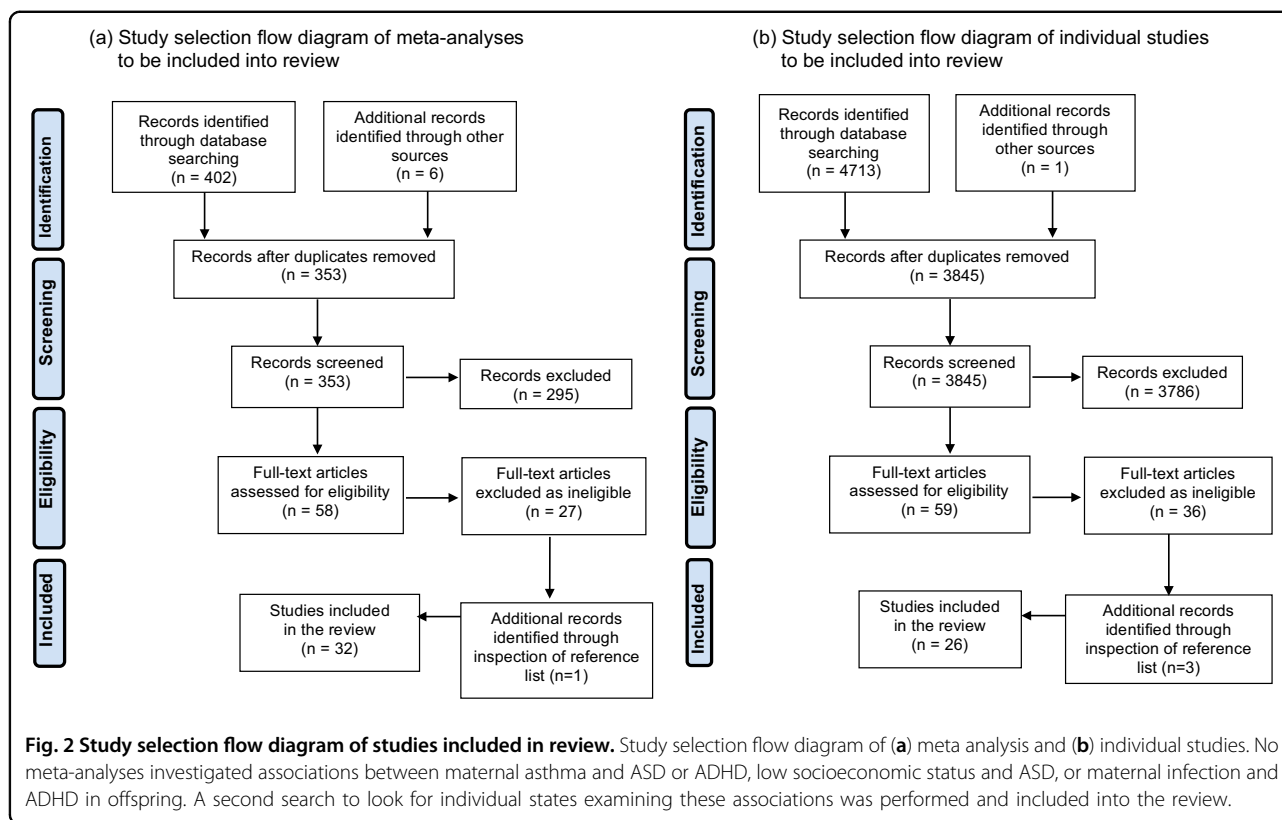 (a) Study selection flow diagram of meta-analyses
to be included into review
Identification
Screening
Eligibility
Included
Records identified
through database
searching
(n = 402)
Additional records
identified through other
sources
(n = 6)
Records after duplicates removed
(n = 353)
Records screened
(n = 353)
Records excluded
(n = 295)
Full-text articles
assessed for eligibility
(n = 58)
Full-text articles
excluded as ineligible
(n = 27)
Studies included
in the review
(n = 32)
Additional records
identified through
inspection of reference
list (n=1)
(b) Study selection flow diagram of individual studies
to be included into review
Identification
Screening
Eligibility
Included
Records identified
through database
searching
(n = 4713)
Additional records
identified through
other sources
(n = 1)
Records after duplicates removed
(n = 3845)
Records screened
(n = 3845)
Records excluded
(n = 3786)
Full-text articles
assessed for eligibility
(n = 59)
Full-text articles
excluded as ineligible
(n = 36)
Studies included
in the review
(n = 26)
Additional records
identified through
inspection of reference
list (n=3)
Fig. 2 Study selection flow diagram of studies included in review. Study selection flow diagram of (a) meta analysis and (b) individual studies. No
meta-analyses investigated associations between maternal asthma and ASD or ADHD, low socioeconomic status and ASD, or maternal infection and
ADHD in offspring. A second search to look for individual states examining these associations was performed and included into the review.